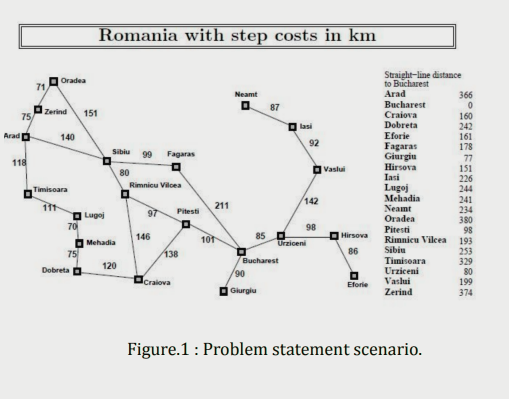 Romania with step costs in km
Straight-line distance
to Bucharest
Arad 366
Bucharest 0
Craiova 160
Dobreta 242
Eforie 161
Fagaras 178
Giurgiu 77
Hirsova 151
Iasi 226
Lugoj 244
Mehadia 241
Neamt 234
Oradea 380
Pitesti 98
Rimnicu Vilcea 193
Sibiu 253
Timisoara 329
Urziceni 80
Vaslui 199
Zerind 374
Oradea
71
Zerind
75
151
Arad
140
118
Sibiu
99
Fagaras
80
Rimnicu Vilcea
Timisoara
111
Lugoj
70
Mehadia
75
Dobreta
120
Craiova
146
97
Pitesti
138
101
211
Bucharest
90
Giurgiu
85
Urziceni
98
Hirsova
86
Eforie
142
Vaslui
92
Iasi
87
Neamt
Figure.1 : Problem statement scenario.